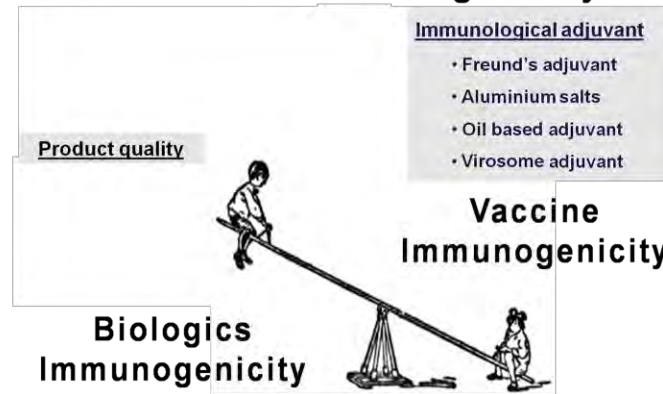 Immunological adjuvant
• Freund's adjuvant
• Aluminium salts
• Oil based adjuvant
• Virosome adjuvant
Product quality
Vaccine
Immunogenicity
Biologics
Immunogenicity